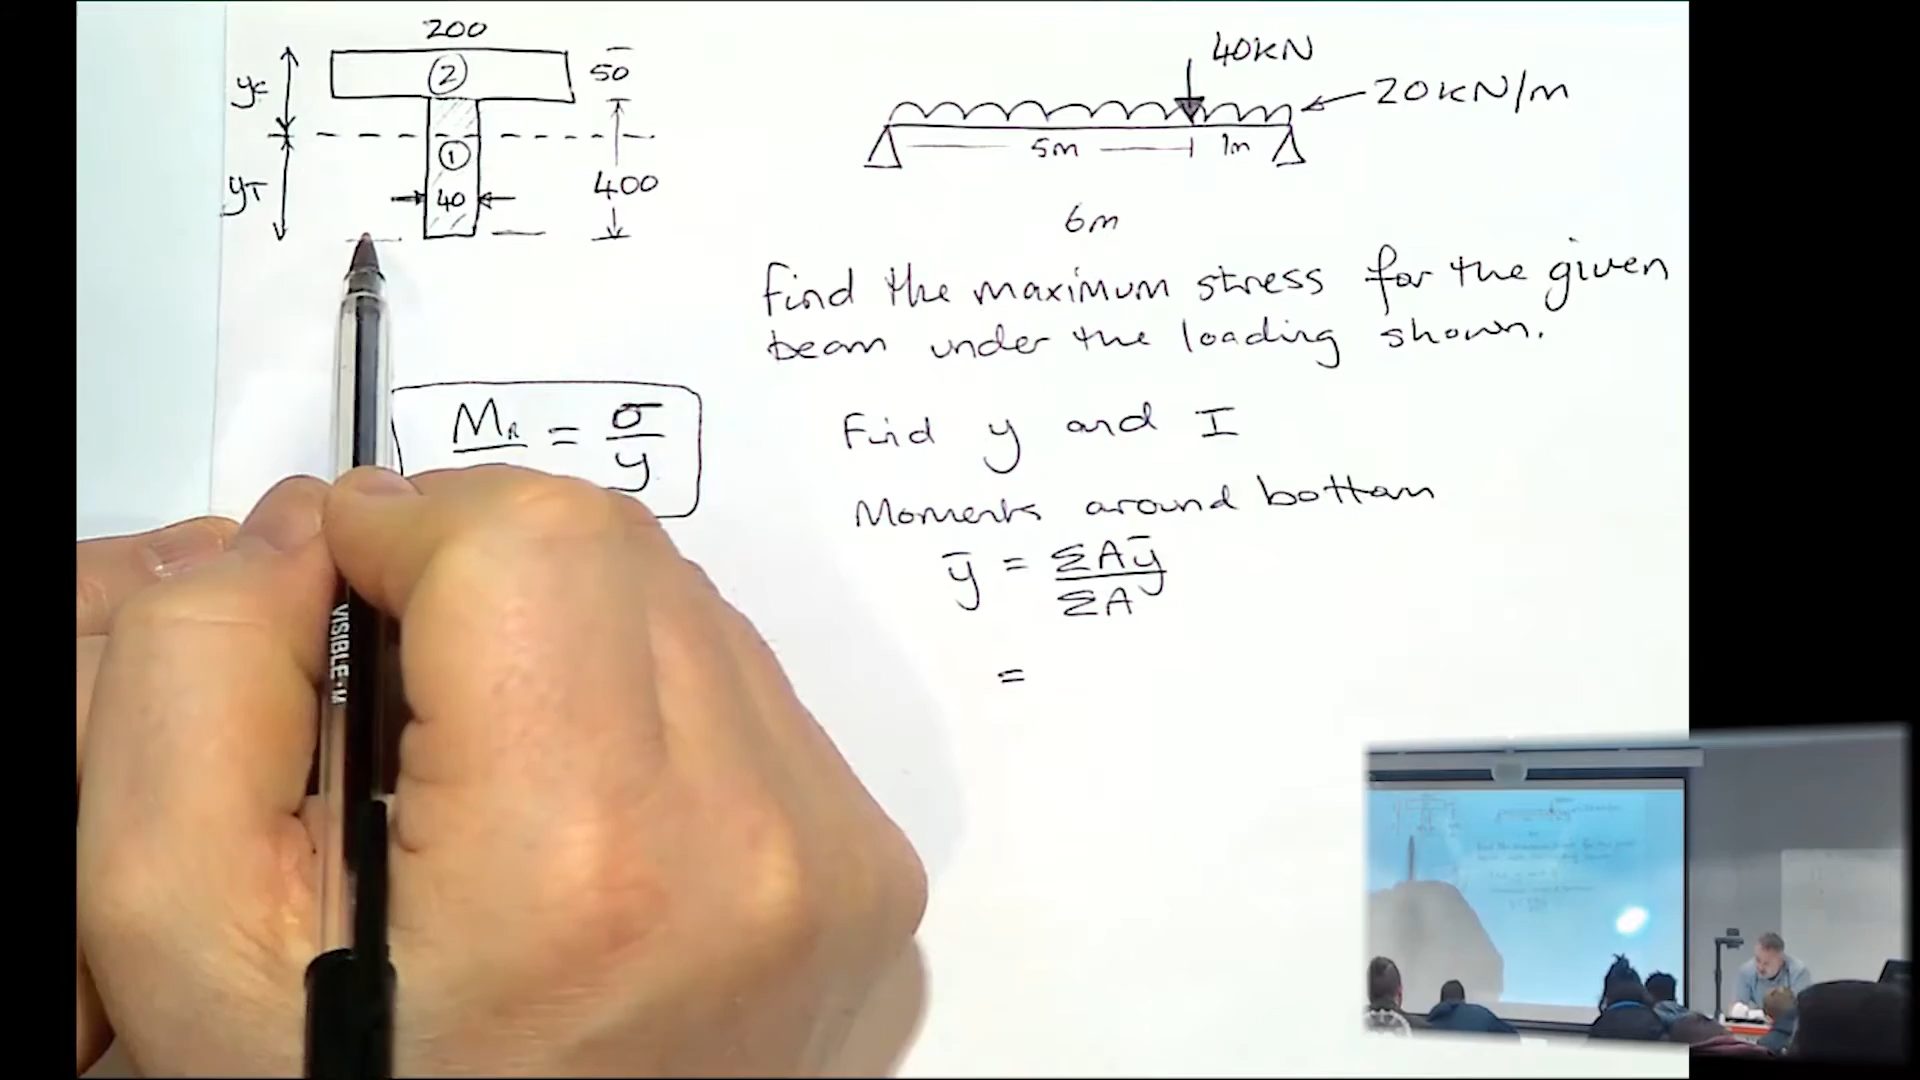 200
②
50
yc
①
yT
40
400
40kN
20kN/m
5m
1m
6m
find the maximum stress for the given
beam under the loading shown.
MR = σ
y
Find y and I
Moments around bottom
ȳ = ΣAȳ
ΣA
=
VISIBLE·M